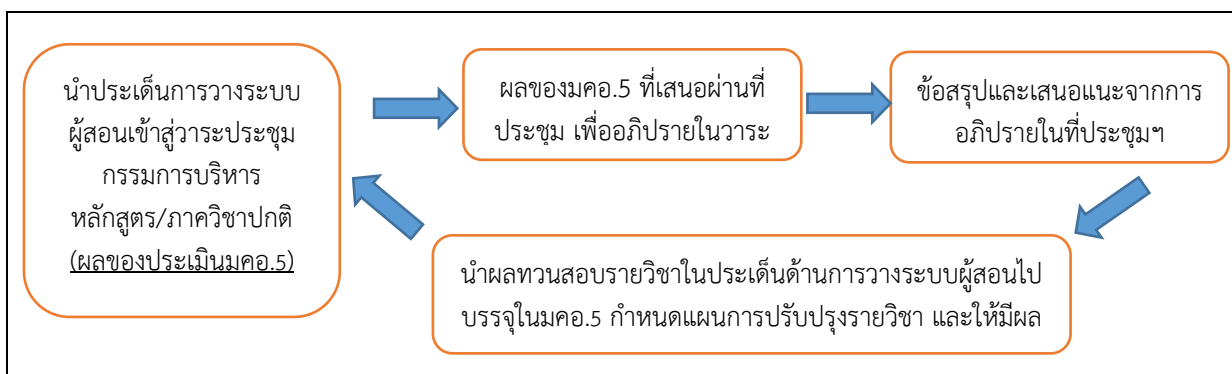 นำประเด็นการวางระบบ
ผู้สอนเข้าสู่วาระประชุม
กรรมการบริหาร
หลักสูตร/ภาควิชาปกติ
(ผลของประเมินมคอ.5)
ผลของมคอ.5 ที่เสนอผ่านที่
ประชุม เพื่ออภิปรายในวาระ
ข้อสรุปและเสนอแนะจากการ
อภิปรายในที่ประชุมฯ
นำผลทวนสอบรายวิชาในประเด็นด้านการวางระบบผู้สอนไป
บรรจุในมคอ.5 กำหนดแผนการปรับปรุงรายวิชา และให้มีผล